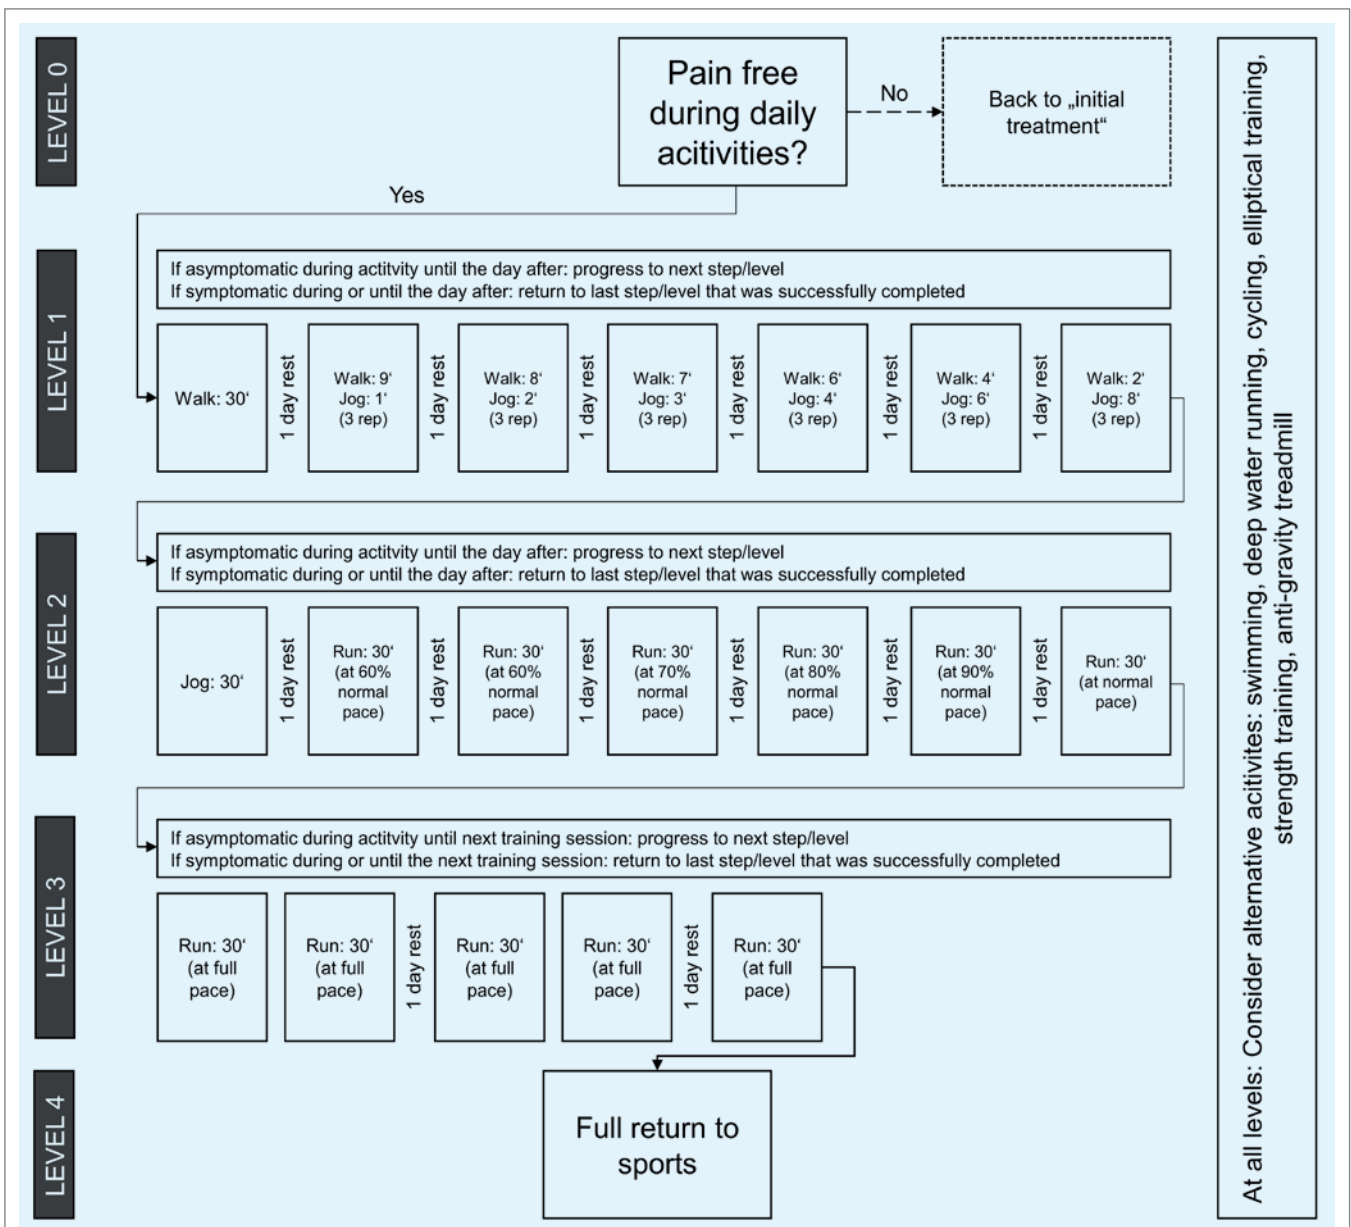 LEVEL 0
Pain free
during daily
acitivities?
No
Back to „initial
treatment“
Yes
LEVEL 1
If asymptomatic during actitvity until the day after: progress to next step/level
If symptomatic during or until the day after: return to last step/level that was successfully completed
Walk: 30‘
1 day rest
Walk: 9‘
Jog: 1‘
(3 rep)
1 day rest
Walk: 8‘
Jog: 2‘
(3 rep)
1 day rest
Walk: 7‘
Jog: 3‘
(3 rep)
1 day rest
Walk: 6‘
Jog: 4‘
(3 rep)
1 day rest
Walk: 4‘
Jog: 6‘
(3 rep)
1 day rest
Walk: 2‘
Jog: 8‘
(3 rep)
LEVEL 2
If asymptomatic during actitvity until the day after: progress to next step/level
If symptomatic during or until the day after: return to last step/level that was successfully completed
Jog: 30‘
1 day rest
Run: 30‘
(at 60%
normal
pace)
1 day rest
Run: 30‘
(at 60%
normal
pace)
1 day rest
Run: 30‘
(at 70%
normal
pace)
1 day rest
Run: 30‘
(at 80%
normal
pace)
1 day rest
Run: 30‘
(at 90%
normal
pace)
1 day rest
Run: 30‘
(at normal
pace)
LEVEL 3
If asymptomatic during actitvity until next training session: progress to next step/level
If symptomatic during or until the next training session: return to last step/level that was successfully completed
Run: 30‘
(at full
pace)
Run: 30‘
(at full
pace)
1 day rest
Run: 30‘
(at full
pace)
Run: 30‘
(at full
pace)
1 day rest
Run: 30‘
(at full
pace)
LEVEL 4
Full return to
sports
At all levels: Consider alternative acitivites: swimming, deep water running, cycling, elliptical training,
strength training, anti-gravity treadmill